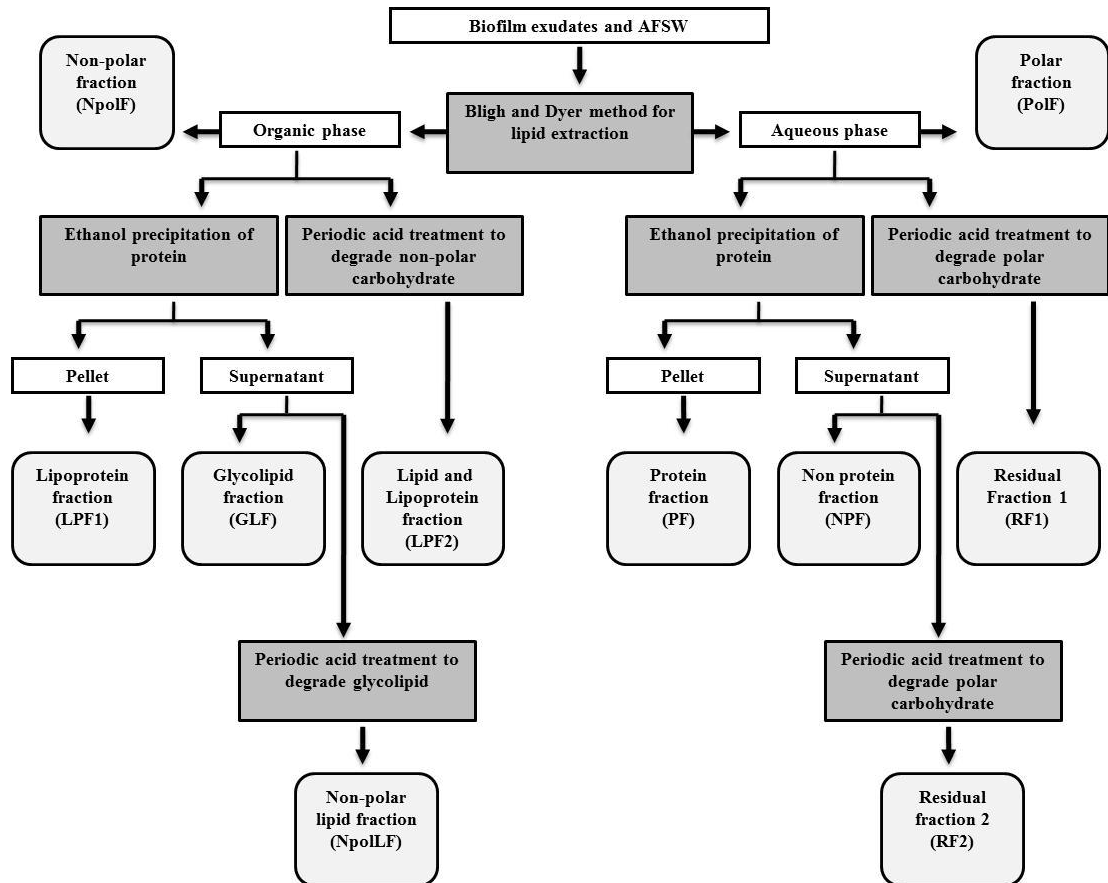 Biofilm exudates and AFSW
Non-polar
fraction
(NpolF)
Polar
fraction
(PolF)
Bligh and Dyer method for
lipid extraction
Organic phase
Aqueous phase
Ethanol precipitation of
protein
Periodic acid treatment to
degrade non-polar
carbohydrate
Ethanol precipitation of
protein
Periodic acid treatment to
degrade polar
carbohydrate
Pellet
Supernatant
Pellet
Supernatant
Lipoprotein
fraction
(LPF1)
Glycolipid
fraction
(GLF)
Lipid and
Lipoprotein
fraction
(LPF2)
Protein
fraction
(PF)
Non protein
fraction
(NPF)
Residual
Fraction 1
(RF1)
Periodic acid treatment to
degrade glycolipid
Periodic acid treatment to
degrade polar
carbohydrate
Non-polar
lipid fraction
(NpolLF)
Residual
fraction 2
(RF2)